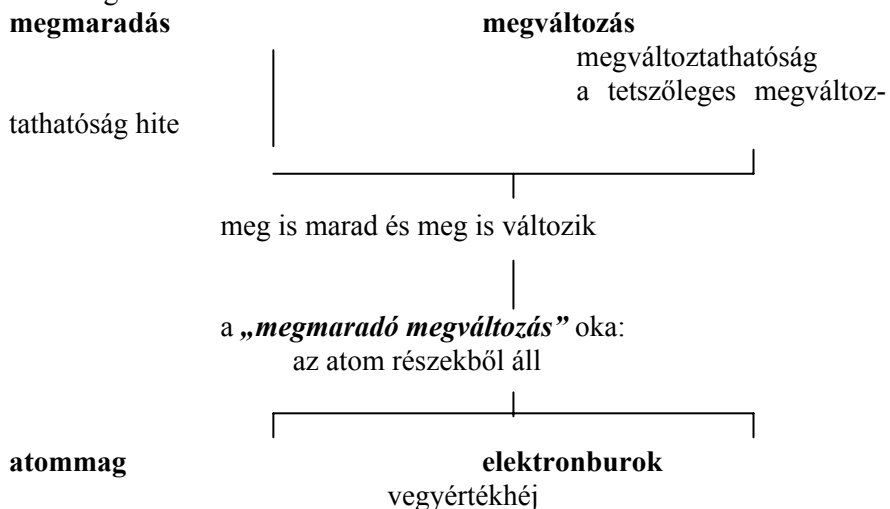 megmaradás megváltozás
megváltoztathatóság
a tetszőleges megváltoz-
tathatóság hite
meg is marad és meg is változik
a „megmaradó megváltozás” oka:
az atom részekből áll
atommag elektronburok
vegyértékhéj